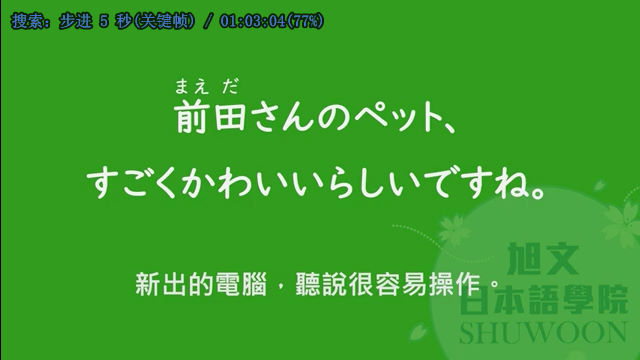 搜索: 步进 5 秒(关键帧) / 01:03:04(77%)
まえ だ
前田さんのペット、
すごくかわいいらしいですね。
新出的電腦，聽說很容易操作。
旭文
日本語學院
SHUWOON